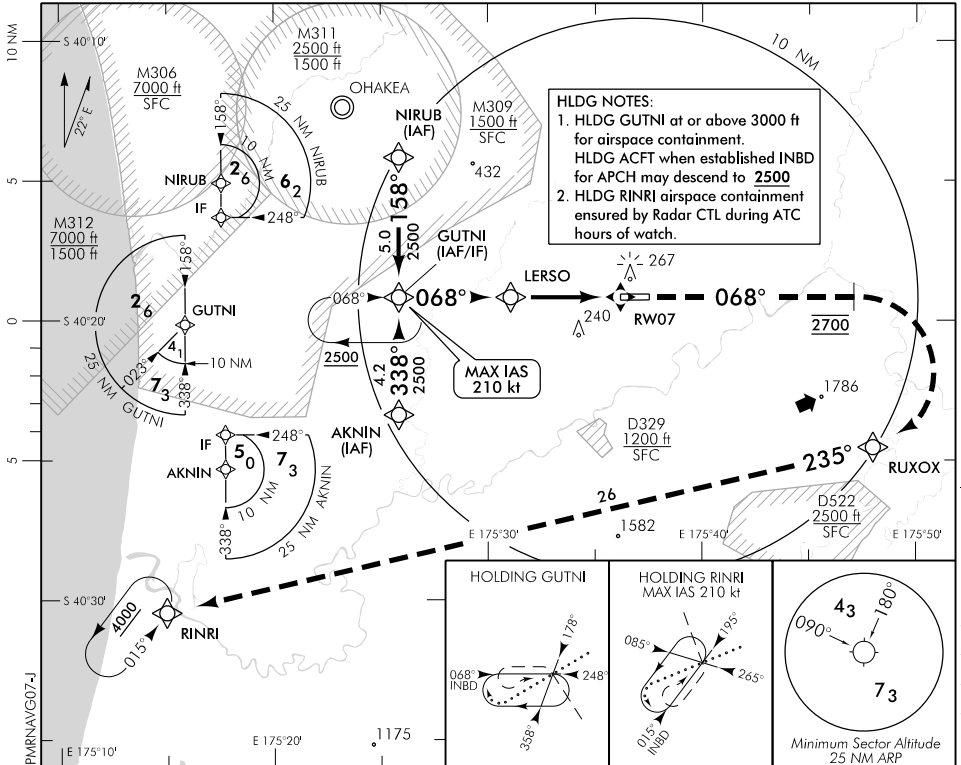 10 NM
S 40°10'
M306
7000 ft
SFC
M311
2500 ft
1500 ft
OHAKEA
10 NM
22° E
158°
25 NM NIRUB
10 NM
NIRUB
2 6
6 2
IF
248°
NIRUB
(IAF)
M309
1500 ft
SFC
432
HLDG NOTES:
1. HLDG GUTNI at or above 3000 ft
for airspace containment.
HLDG ACFT when established INBD
for APCH may descend to 2500
2. HLDG RINRI airspace containment
ensured by Radar CTL during ATC
hours of watch.
5
M312
7000 ft
1500 ft
158°
5.0
2500
GUTNI
(IAF/IF)
LERSO
267
158°
2 6
GUTNI
068°
068°
240
RW07
068°
0
S 40°20'
4 1
10 NM
023°
7 3
338°
25 NM GUTNI
2500
4.2
338°
2500
MAX IAS
210 kt
2700
1786
AKNIN
(IAF)
D329
1200 ft
SFC
IF
248°
5 0
7 3
AKNIN
10 NM
25 NM AKNIN
338°
5
235°
RUXOX
26
D522
2500 ft
SFC
1582
E 175°30'
E 175°40'
E 175°50'
S 40°30'
4000
015°
RINRI
HOLDING GUTNI
178°
068°
INBD
248°
358°
HOLDING RINRI
MAX IAS 210 kt
195°
085°
265°
015°
INBD
4 3
180°
090°
7 3
Minimum Sector Altitude
25 NM ARP
PMRNAVG07-J
E 175°10'
E 175°20'
1175